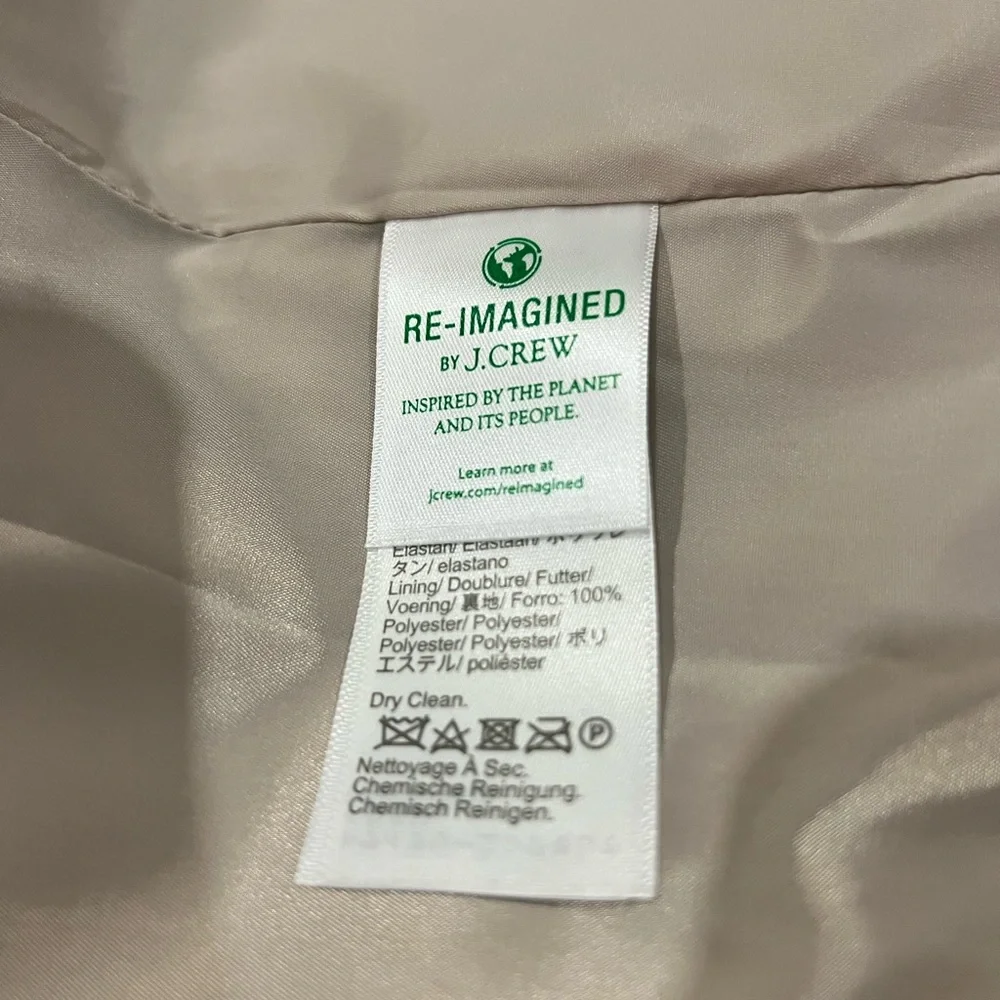 RE-IMAGINED
BY J.CREW
INSPIRED BY THE PLANET
AND ITS PEOPLE.
Learn more at
jcrew.com/reimagined
Elastan/ Elastaan/ ポリウレ
タン/ elastano
Lining/ Doublure/ Futter/
Voering/ 裏地/ Forro: 100%
Polyester/ Polyester/
Polyester/ Polyester/ ポリ
エステル/ poliéster
Dry Clean.
P
Nettoyage À Sec.
Chemische Reinigung.
Chemisch Reinigen.